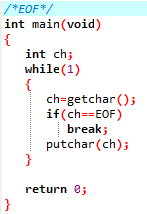 /*EOF*/
int main(void)
{
    int ch;
    while(1)
    {
        ch=getchar();
        if(ch==EOF)
            break;
        putchar(ch);
    }

    return 0;
}